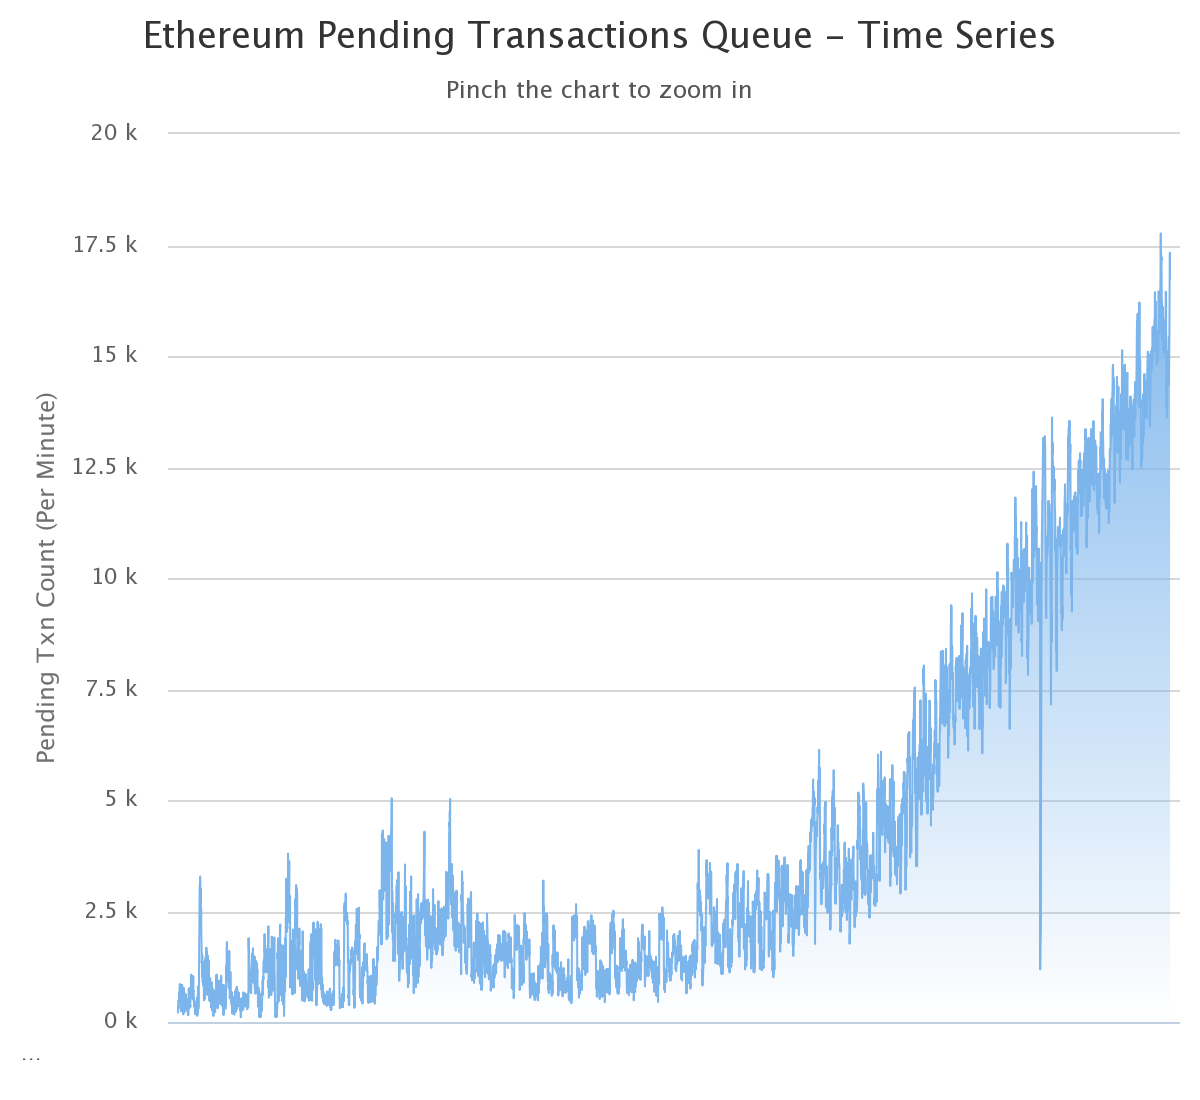 Ethereum Pending Transactions Queue – Time Series
Pinch the chart to zoom in
20 k
17.5 k
15 k
12.5 k
10 k
7.5 k
5 k
2.5 k
0 k
Pending Txn Count (Per Minute)
...